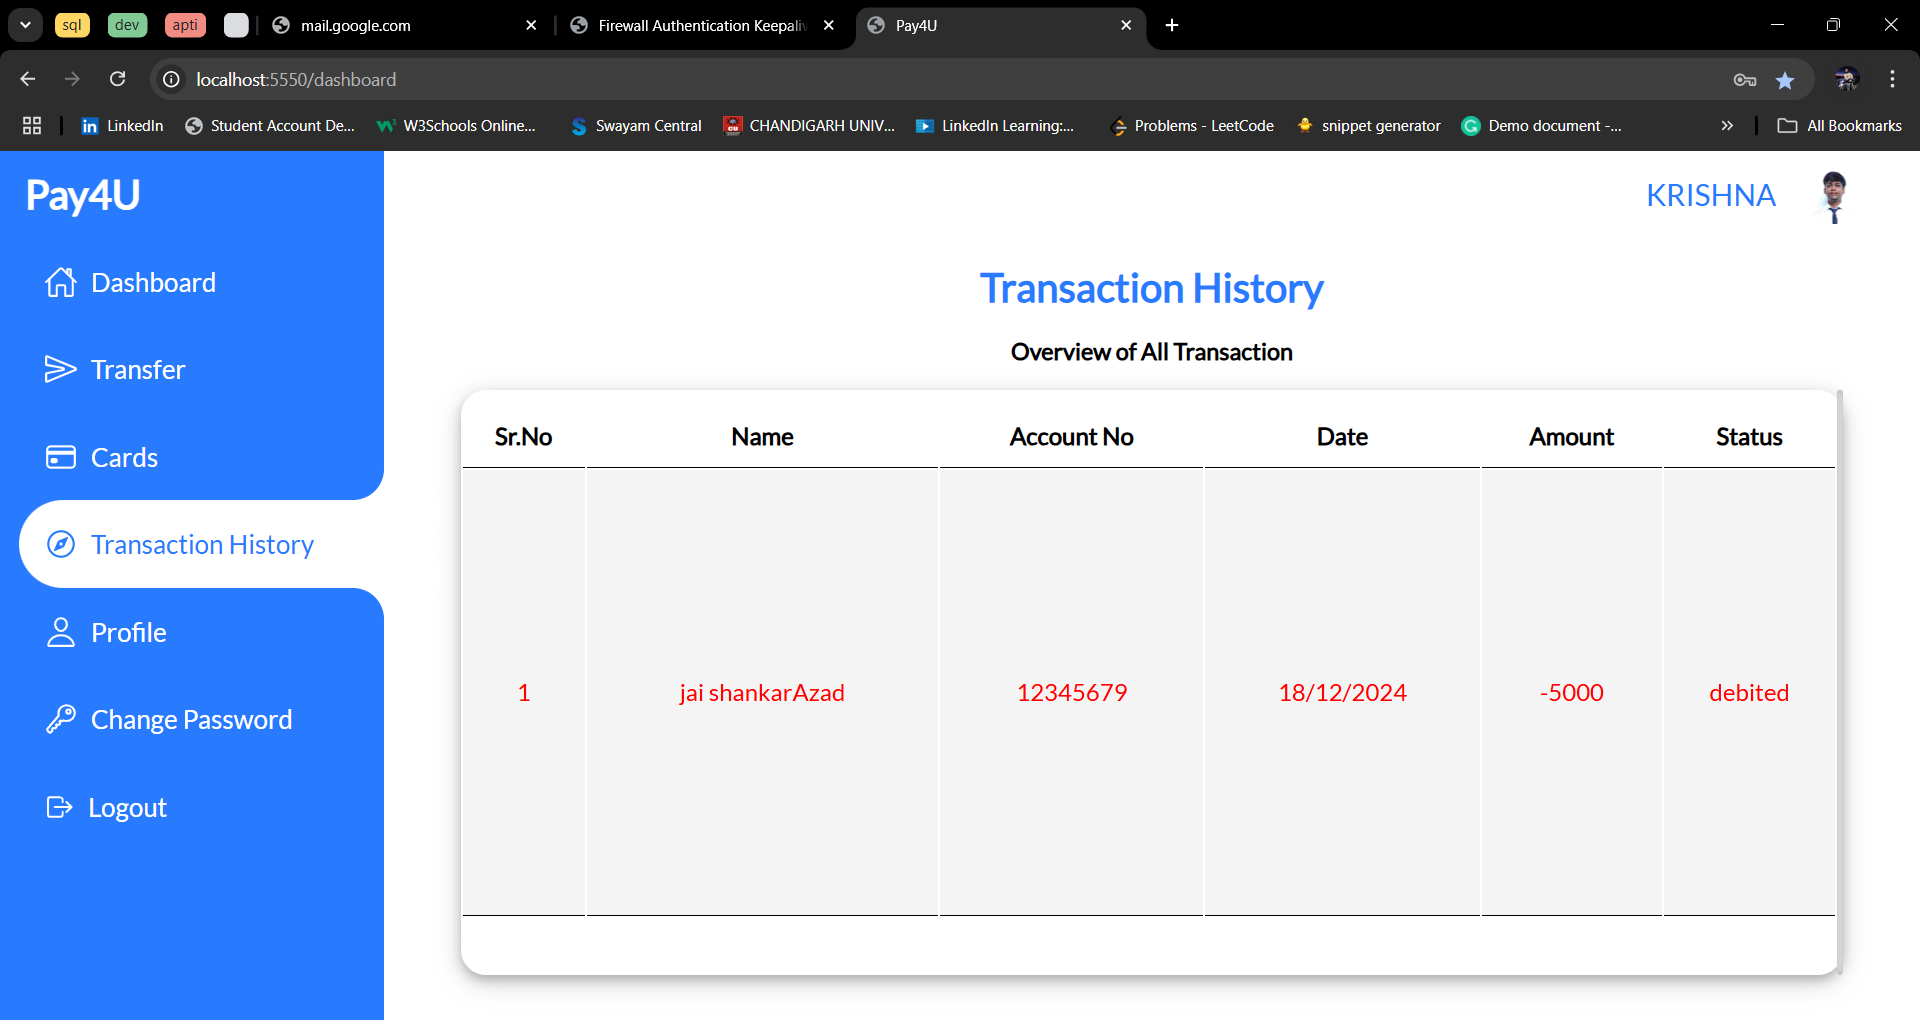 sql dev apti mail.google.com Firewall Authentication Keepaliv Pay4U
localhost:5550/dashboard
LinkedIn Student Account De... W3Schools Online... Swayam Central CHANDIGARH UNIV... LinkedIn Learning:... Problems - LeetCode snippet generator Demo document -... All Bookmarks
Pay4U
KRISHNA
Dashboard
Transfer
Cards
Transaction History
Profile
Change Password
Logout
Transaction History
Overview of All Transaction
Sr.No Name Account No Date Amount Status
1 jai shankarAzad 12345679 18/12/2024 -5000 debited